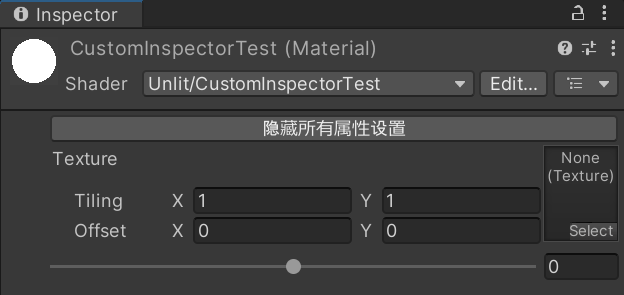 Inspector
CustomInspectorTest (Material)
Shader Unlit/CustomInspectorTest Edit...
隐藏所有属性设置
Texture None
(Texture)
Tiling X 1 Y 1
Offset X 0 Y 0 Select
0